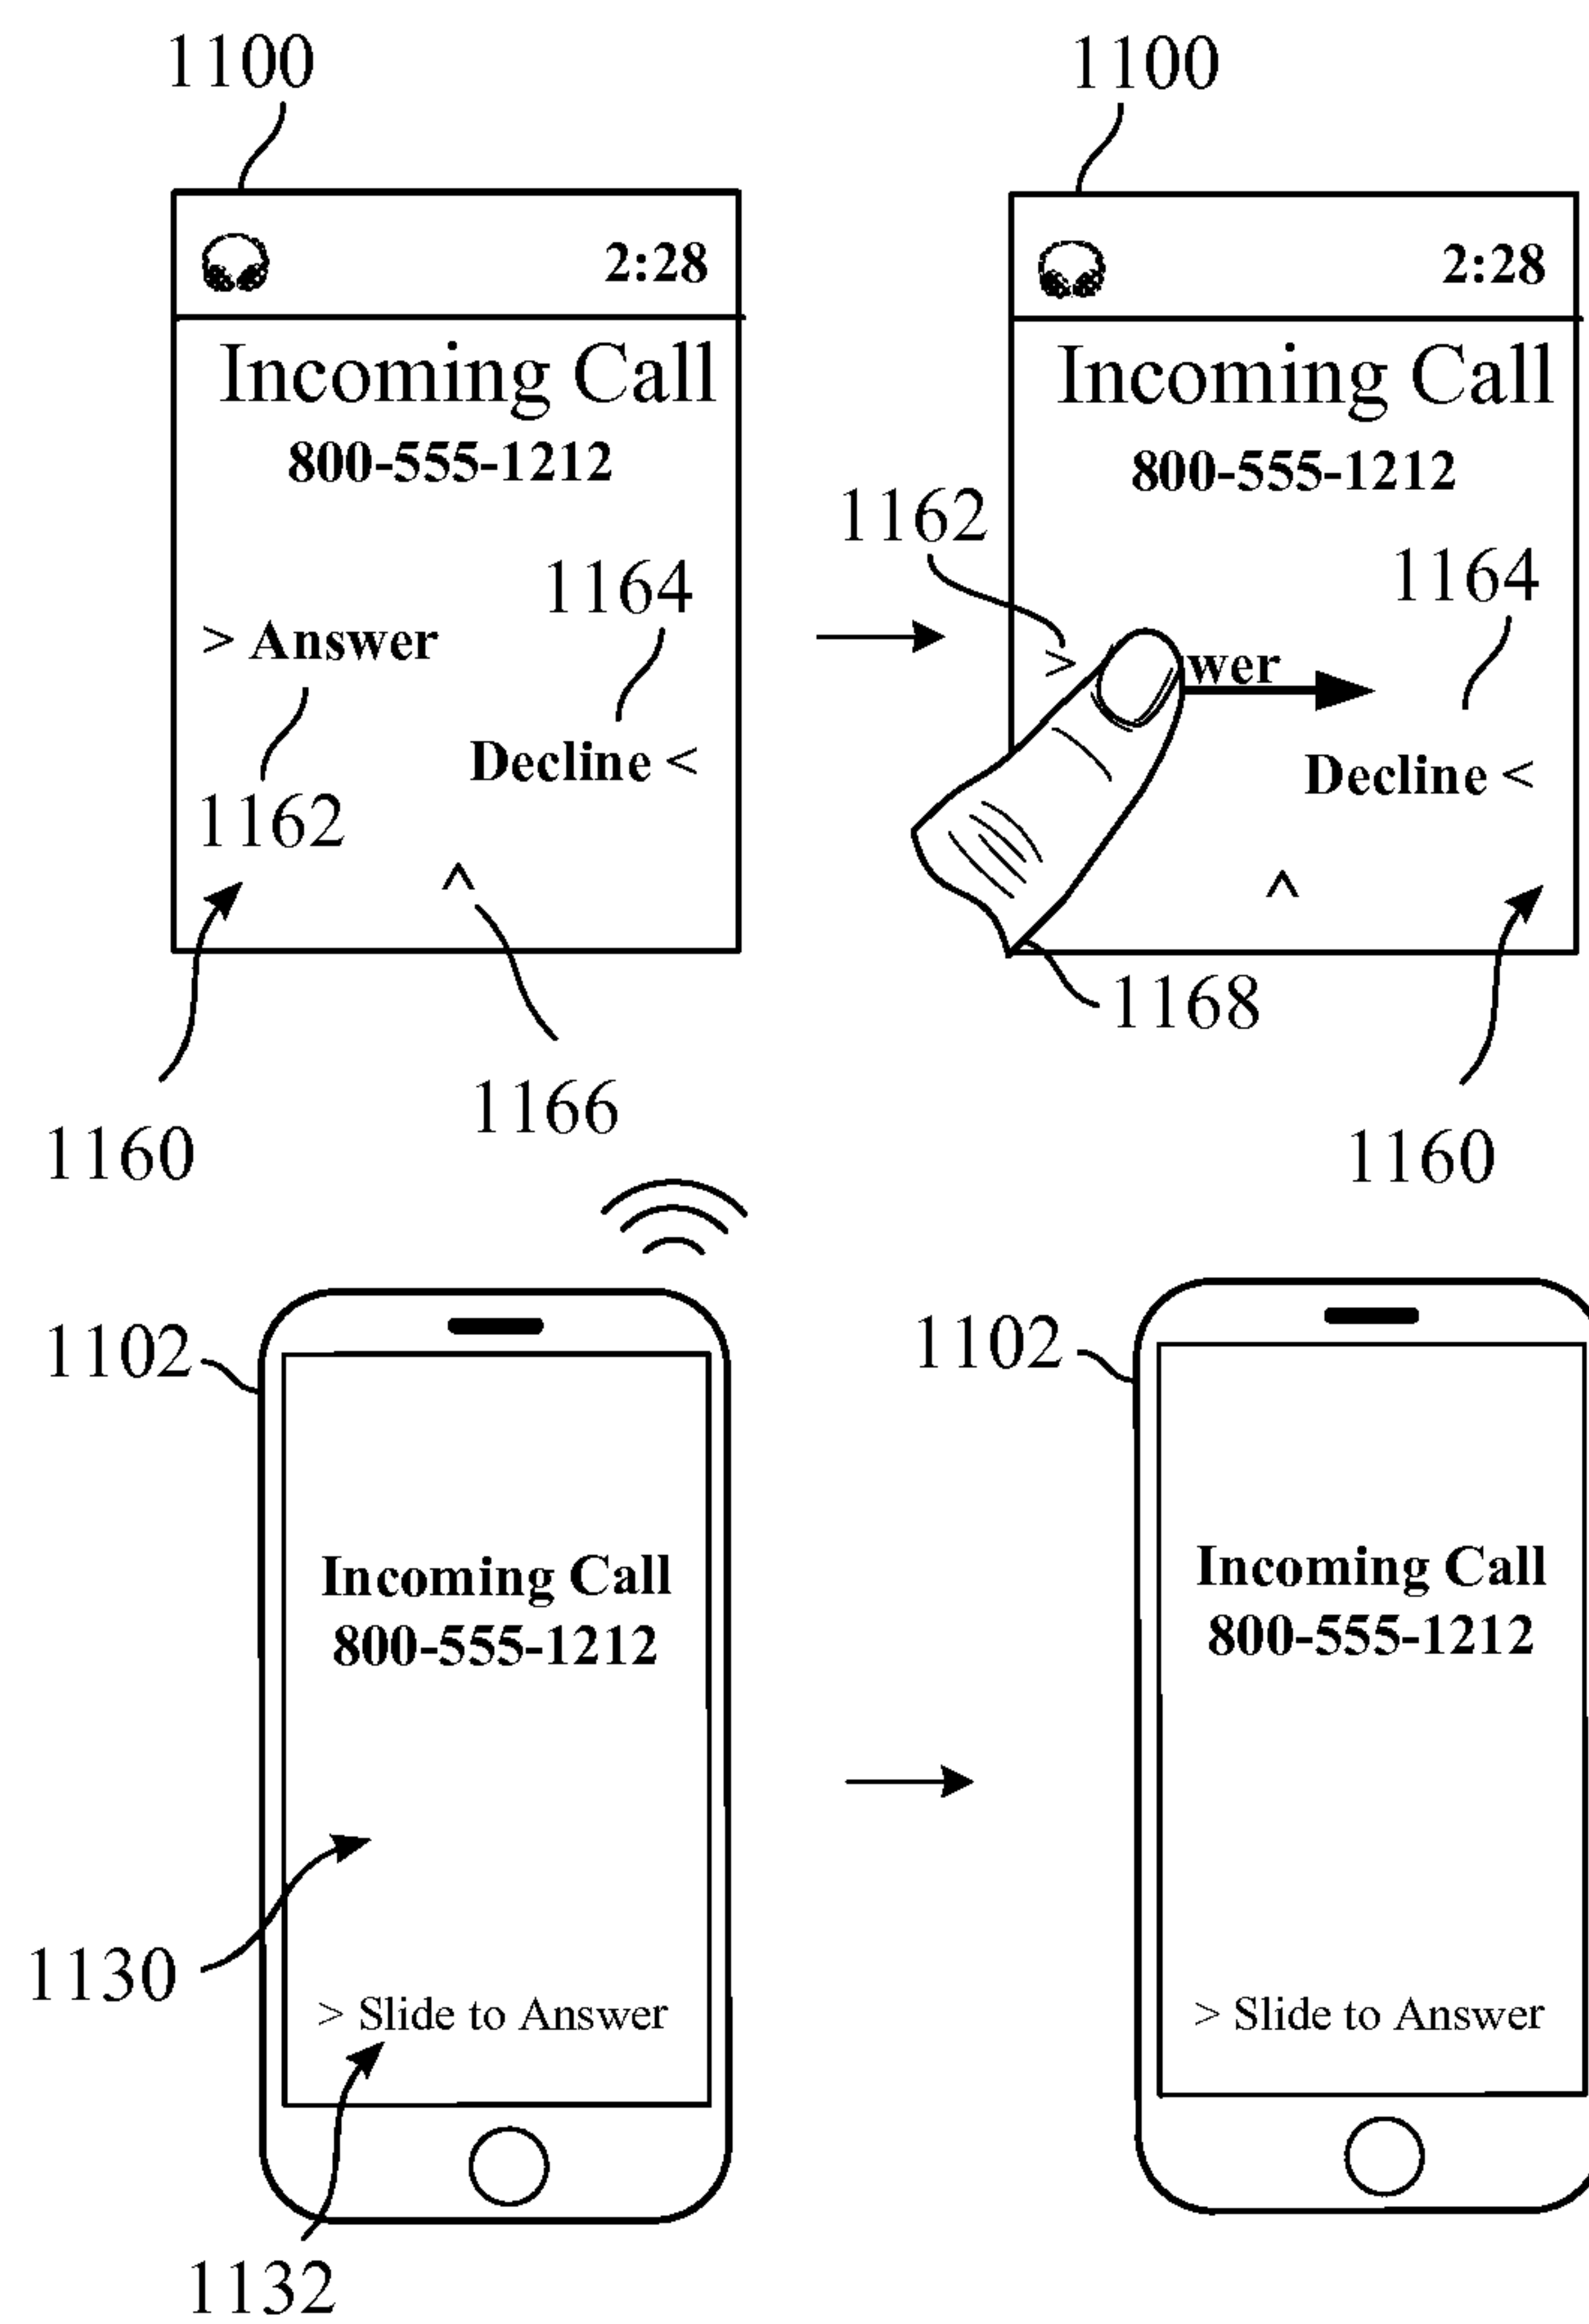 1100
1100
2:28
Incoming Call
800-555-1212
> Answer
1162
1164
Decline <
^
1160
1166
2:28
Incoming Call
800-555-1212
1162
1164
> wer
Decline <
^
1168
1160
1102
Incoming Call
800-555-1212
1130
> Slide to Answer
1132
1102
Incoming Call
800-555-1212
> Slide to Answer